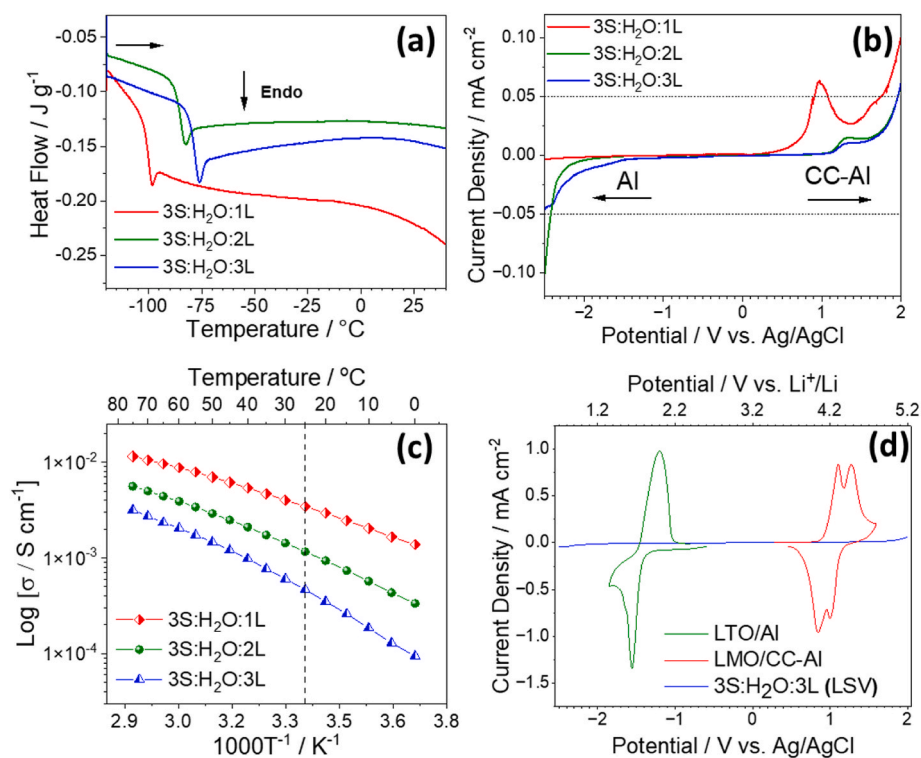 (a)
Endo
-0.05
-0.10
-0.15
-0.20
-0.25
Heat Flow / J g⁻¹
3S:H₂O:1L
3S:H₂O:2L
3S:H₂O:3L
-100 -75 -50 -25 0 25
Temperature / °C
(b)
3S:H₂O:1L
3S:H₂O:2L
3S:H₂O:3L
0.10
0.05
0.00
−0.05
−0.10
Current Density / mA cm⁻²
Al
CC-Al
−2 −1 0 1 2
Potential / V vs. Ag/AgCl
Temperature / ºC
80 70 60 50 40 30 20 10 0
(c)
1×10⁻²
1×10⁻³
1×10⁻⁴
Log [σ / S cm⁻¹]
3S:H₂O:1L
3S:H₂O:2L
3S:H₂O:3L
2.9 3.0 3.2 3.3 3.4 3.6 3.7
1000T⁻¹ / K⁻¹
Potential / V vs. Li⁺/Li
1.4 2.2 2.8 3.6 4.2 5.2
(d)
1.0
0.5
0.0
−0.5
−1.0
−1.5
Current Density / mA cm⁻²
LTO/Al
LMO/CC-Al
3S:H₂O:3L (LSV)
−2 −1 0 1 2
Potential / V vs. Ag/AgCl